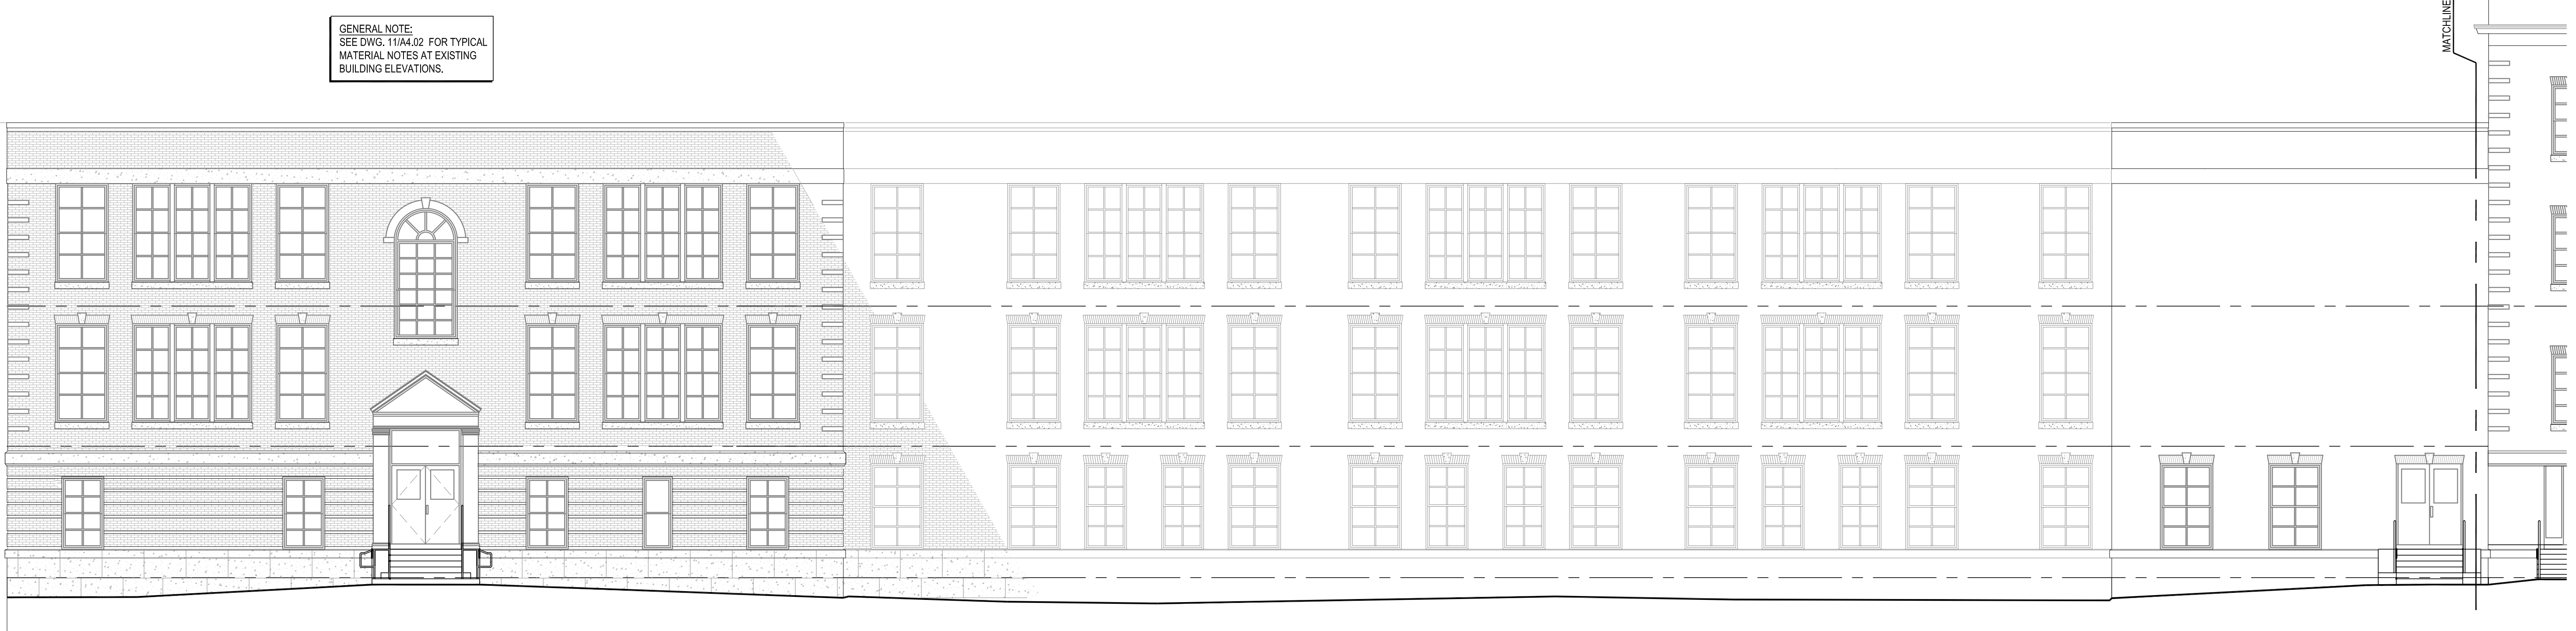 GENERAL NOTE:
SEE DWG. 11/A4.02 FOR TYPICAL
MATERIAL NOTES AT EXISTING
BUILDING ELEVATIONS.
MATCHLINE